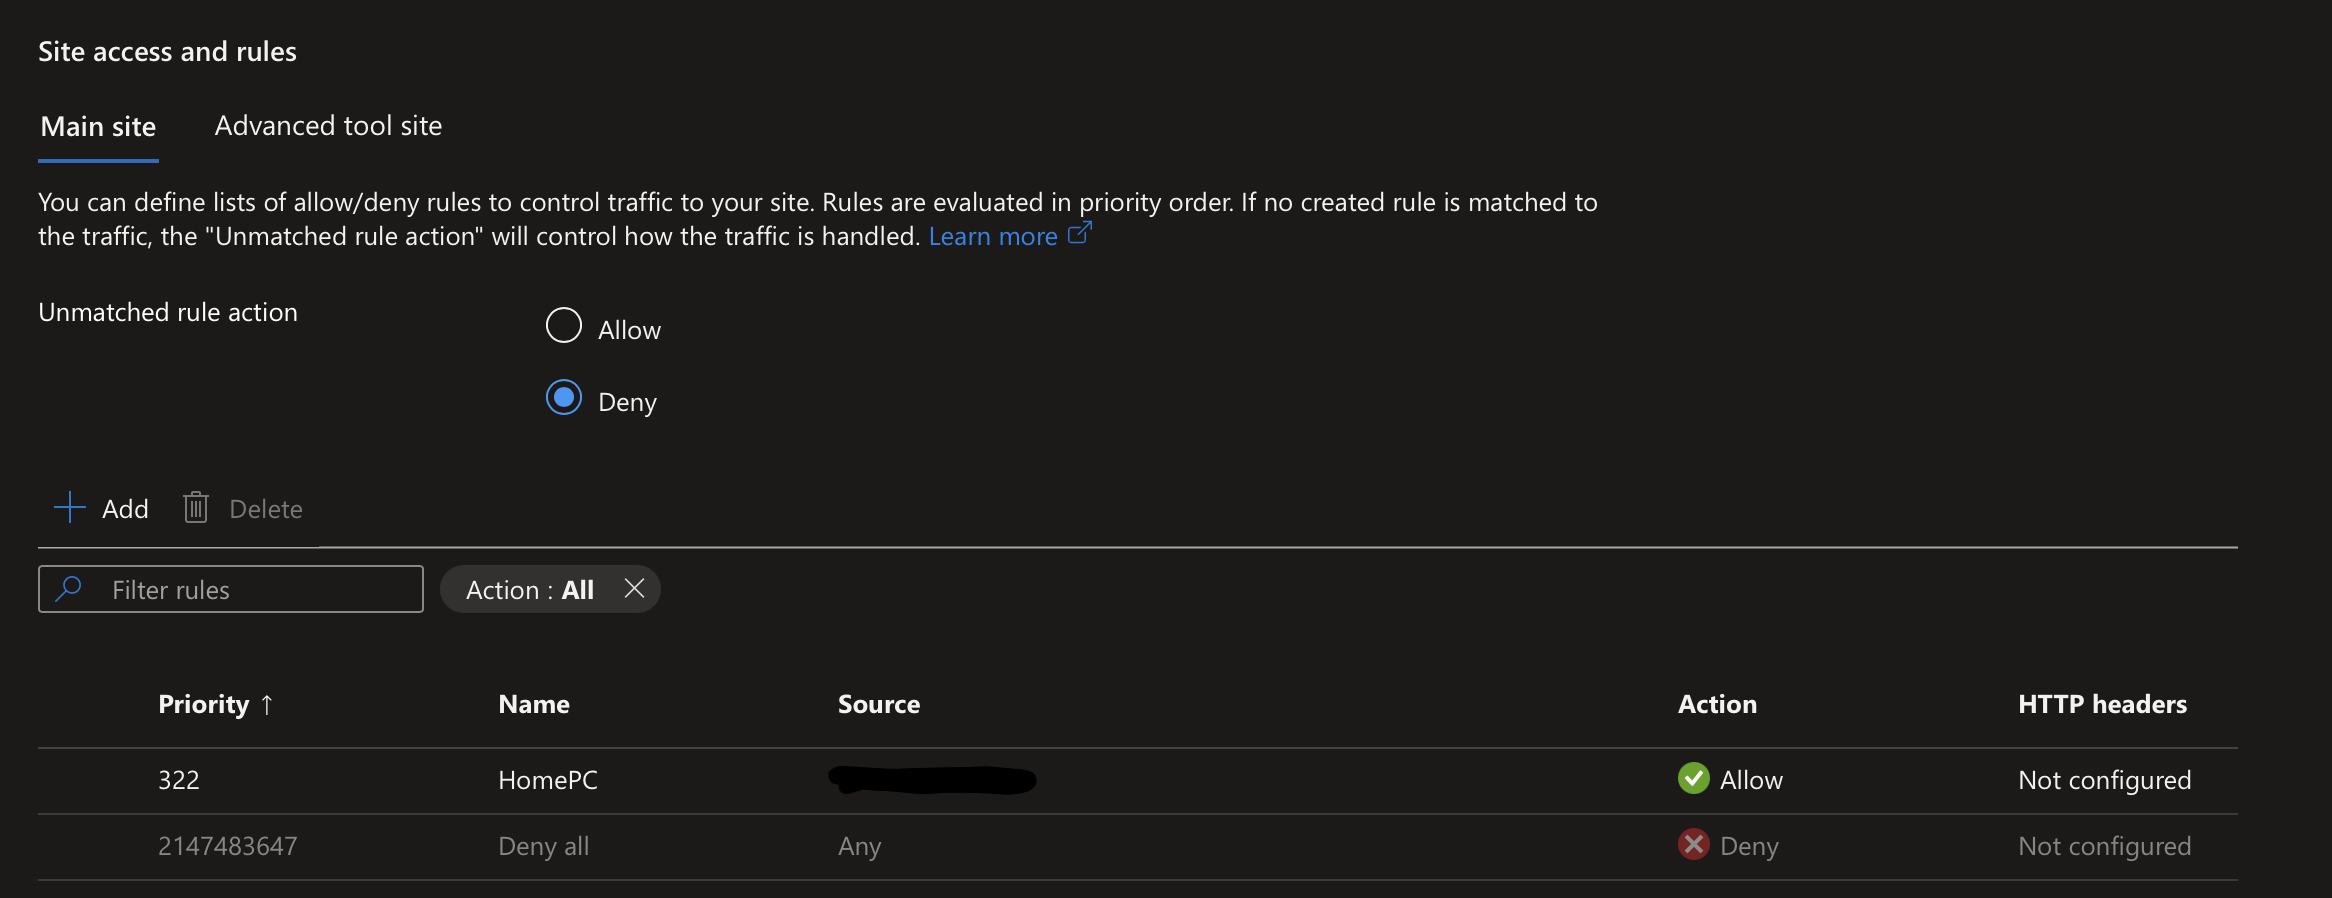 Site access and rules
Main site Advanced tool site
You can define lists of allow/deny rules to control traffic to your site. Rules are evaluated in priority order. If no created rule is matched to
the traffic, the "Unmatched rule action" will control how the traffic is handled. Learn more
Unmatched rule action
Allow
Deny
Add Delete
Filter rules Action : All
Priority ↑ Name Source Action HTTP headers
322 HomePC Allow Not configured
2147483647 Deny all Any Deny Not configured